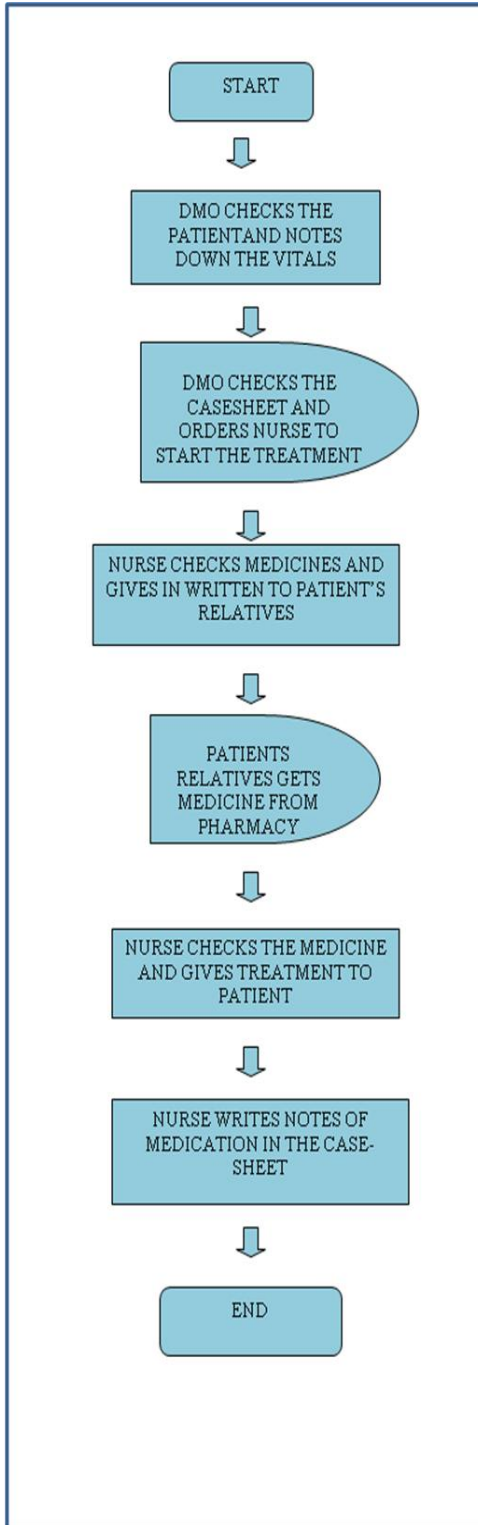 START
DMO CHECKS THE
PATIENTAND NOTES
DOWN THE VITALS
DMO CHECKS THE
CASESHEET AND
ORDERS NURSE TO
START THE TREATMENT
NURSE CHECKS MEDICINES AND
GIVES IN WRITTEN TO PATIENT’S
RELATIVES
PATIENTS
RELATIVES GETS
MEDICINE FROM
PHARMACY
NURSE CHECKS THE MEDICINE
AND GIVES TREATMENT TO
PATIENT
NURSE WRITES NOTES OF
MEDICATION IN THE CASE-
SHEET
END